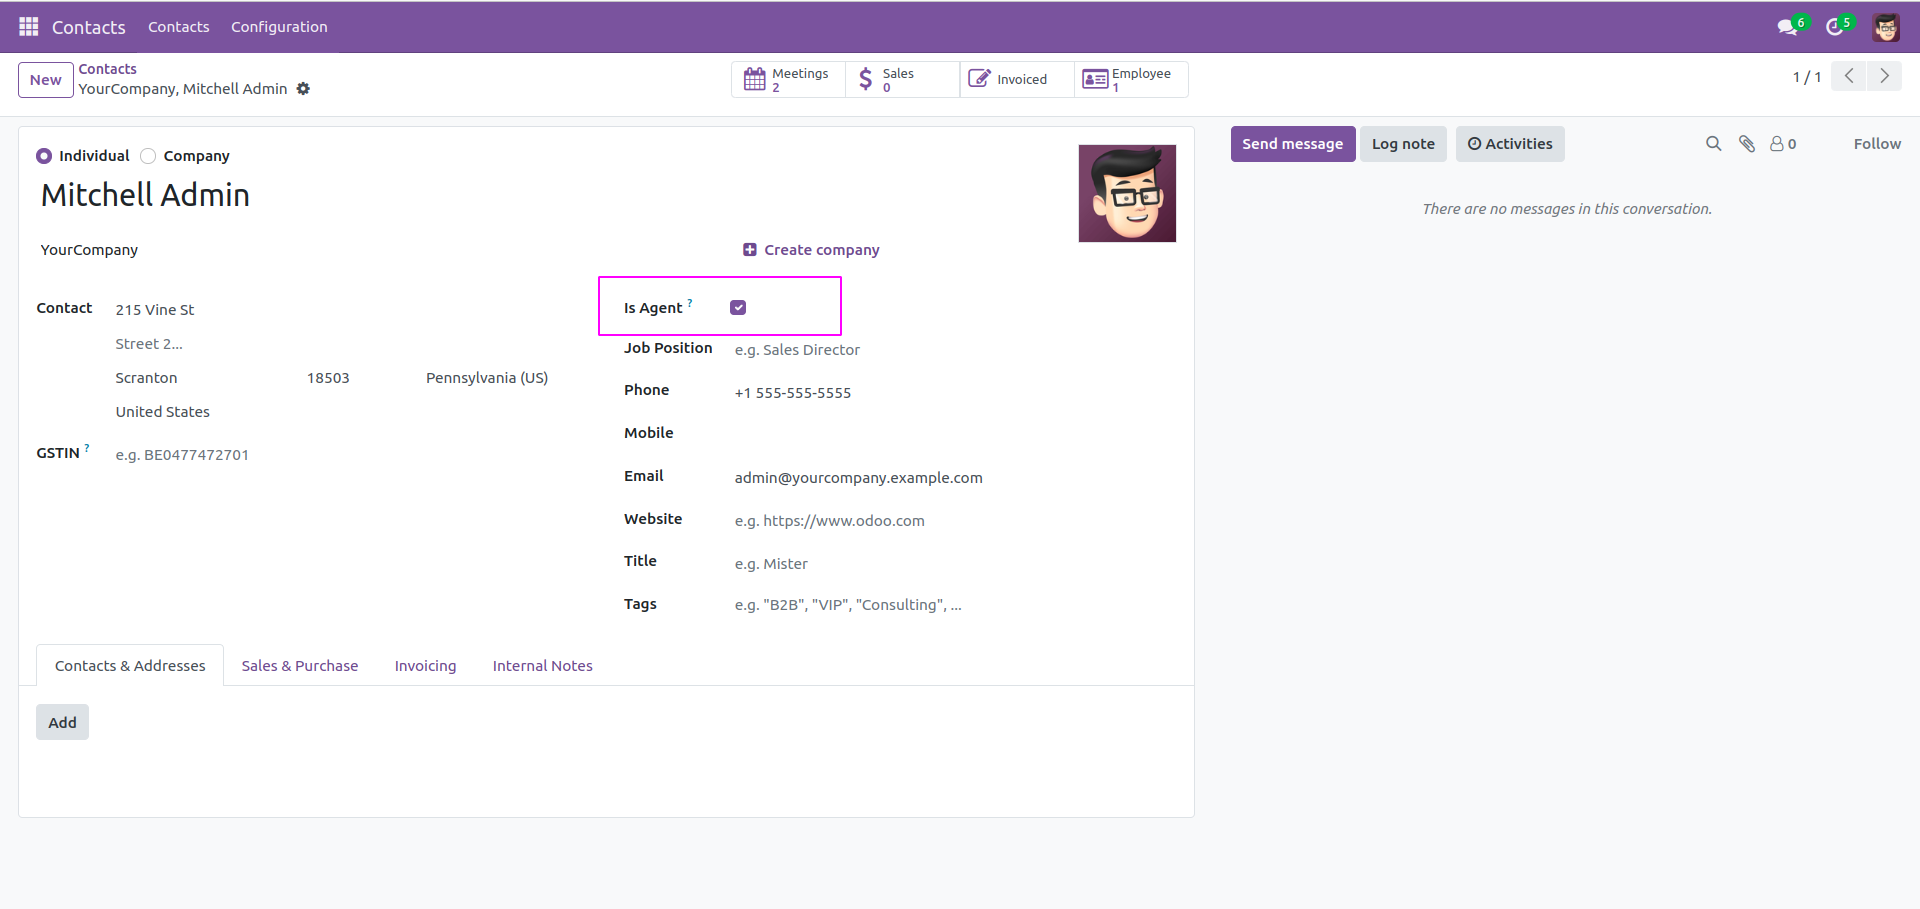 Contacts Contacts Configuration 6 5
New Contacts Meetings Sales Invoiced Employee 1 / 1
YourCompany, Mitchell Admin 2 0 1
Individual Company Send message Log note Activities 0 Follow
Mitchell Admin
There are no messages in this conversation.
YourCompany Create company
Contact 215 Vine St Is Agent ?
Street 2... Job Position e.g. Sales Director
Scranton 18503 Pennsylvania (US) Phone +1 555-555-5555
United States
Mobile
GSTIN ? e.g. BE0477472701
Email admin@yourcompany.example.com
Website e.g. https://www.odoo.com
Title e.g. Mister
Tags e.g. "B2B", "VIP", "Consulting", ...
Contacts & Addresses Sales & Purchase Invoicing Internal Notes
Add